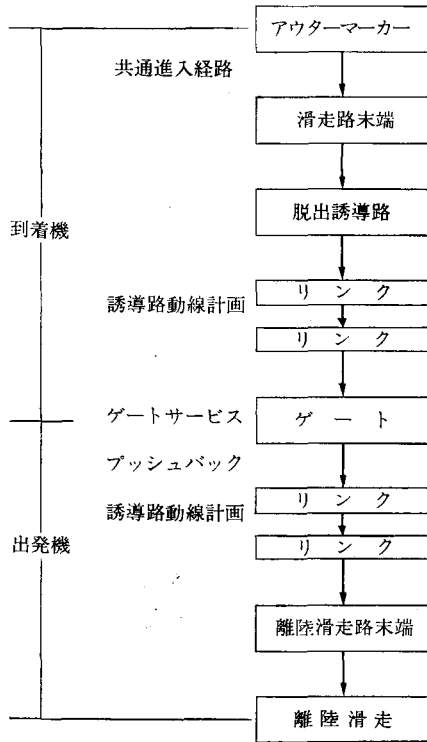 アウターマーカー
共通進入経路
滑走路末端
脱出誘導路
到着機
リンク
誘導路動線計画
リンク
ゲートサービス
ゲート
プッシュバック
リンク
誘導路動線計画
リンク
出発機
離陸滑走路末端
離陸滑走